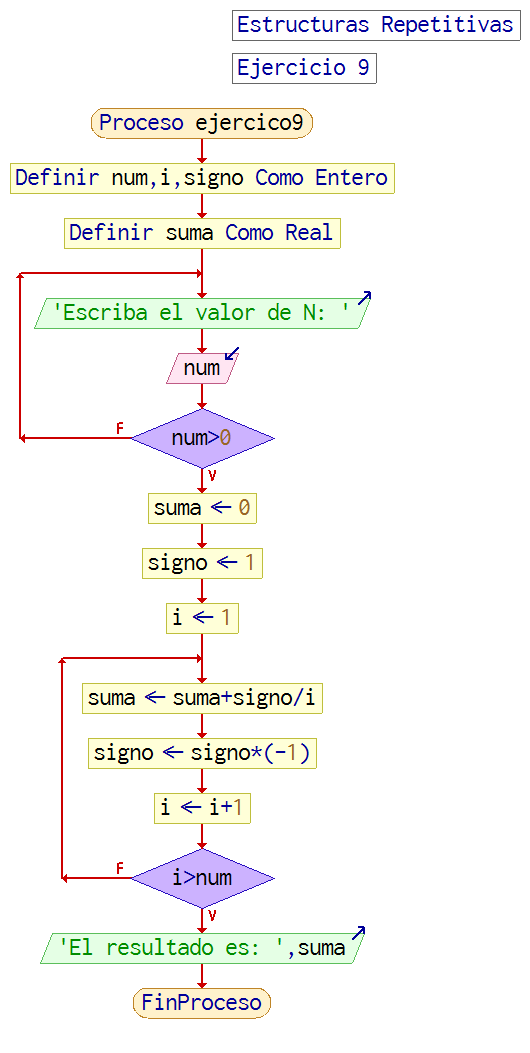 Estructuras Repetitivas
Ejercicio 9
Proceso ejercico9
Definir num,i,signo Como Entero
Definir suma Como Real
'Escriba el valor de N: '
num
num>0
F
V
suma ← 0
signo ← 1
i ← 1
suma ← suma+signo/i
signo ← signo*(-1)
i ← i+1
i>num
F
V
'El resultado es: ',suma
FinProceso